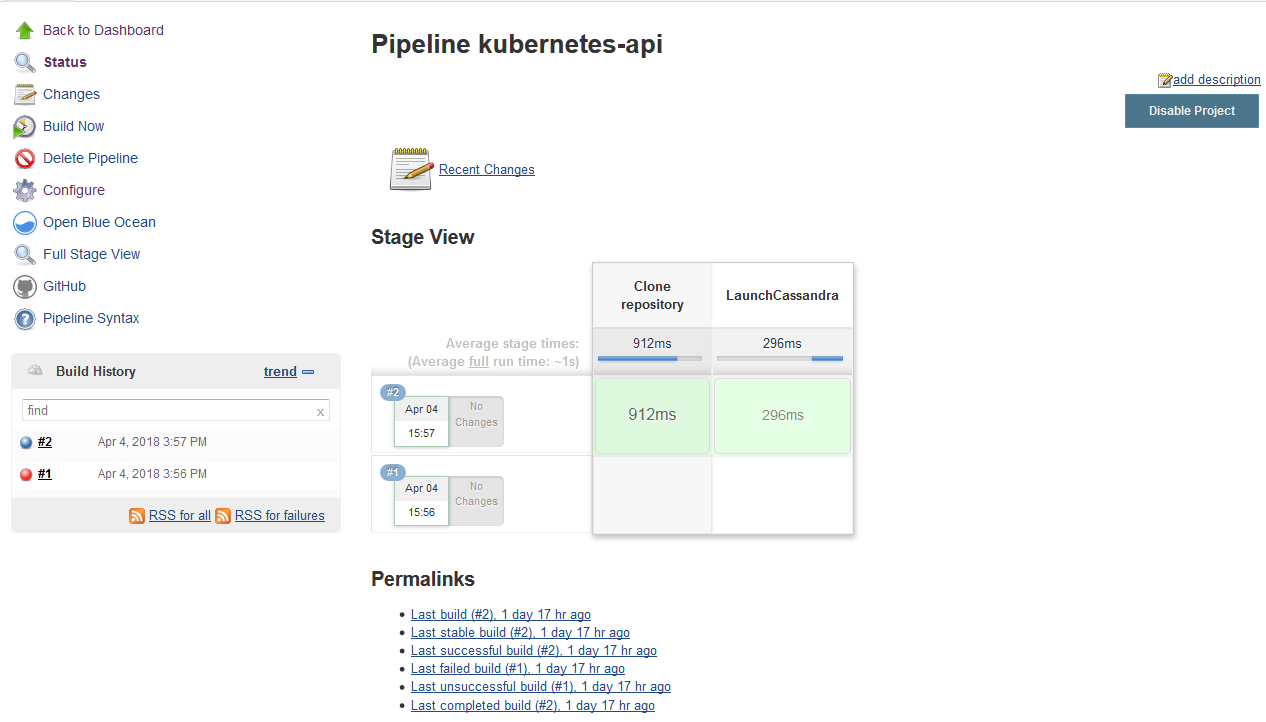 Back to Dashboard
Status
Changes
Build Now
Delete Pipeline
Configure
Open Blue Ocean
Full Stage View
GitHub
Pipeline Syntax
Build History trend
find x
#2 Apr 4, 2018 3:57 PM
#1 Apr 4, 2018 3:56 PM
RSS for all RSS for failures
Pipeline kubernetes-api
add description
Disable Project
Recent Changes
Stage View
Clone
repository
LaunchCassandra
Average stage times: 912ms 296ms
(Average full run time: ~1s)
#2
Apr 04
15:57
No
Changes
912ms
296ms
#1
Apr 04
15:56
No
Changes
Permalinks
Last build (#2), 1 day 17 hr ago
Last stable build (#2), 1 day 17 hr ago
Last successful build (#2), 1 day 17 hr ago
Last failed build (#1), 1 day 17 hr ago
Last unsuccessful build (#1), 1 day 17 hr ago
Last completed build (#2), 1 day 17 hr ago